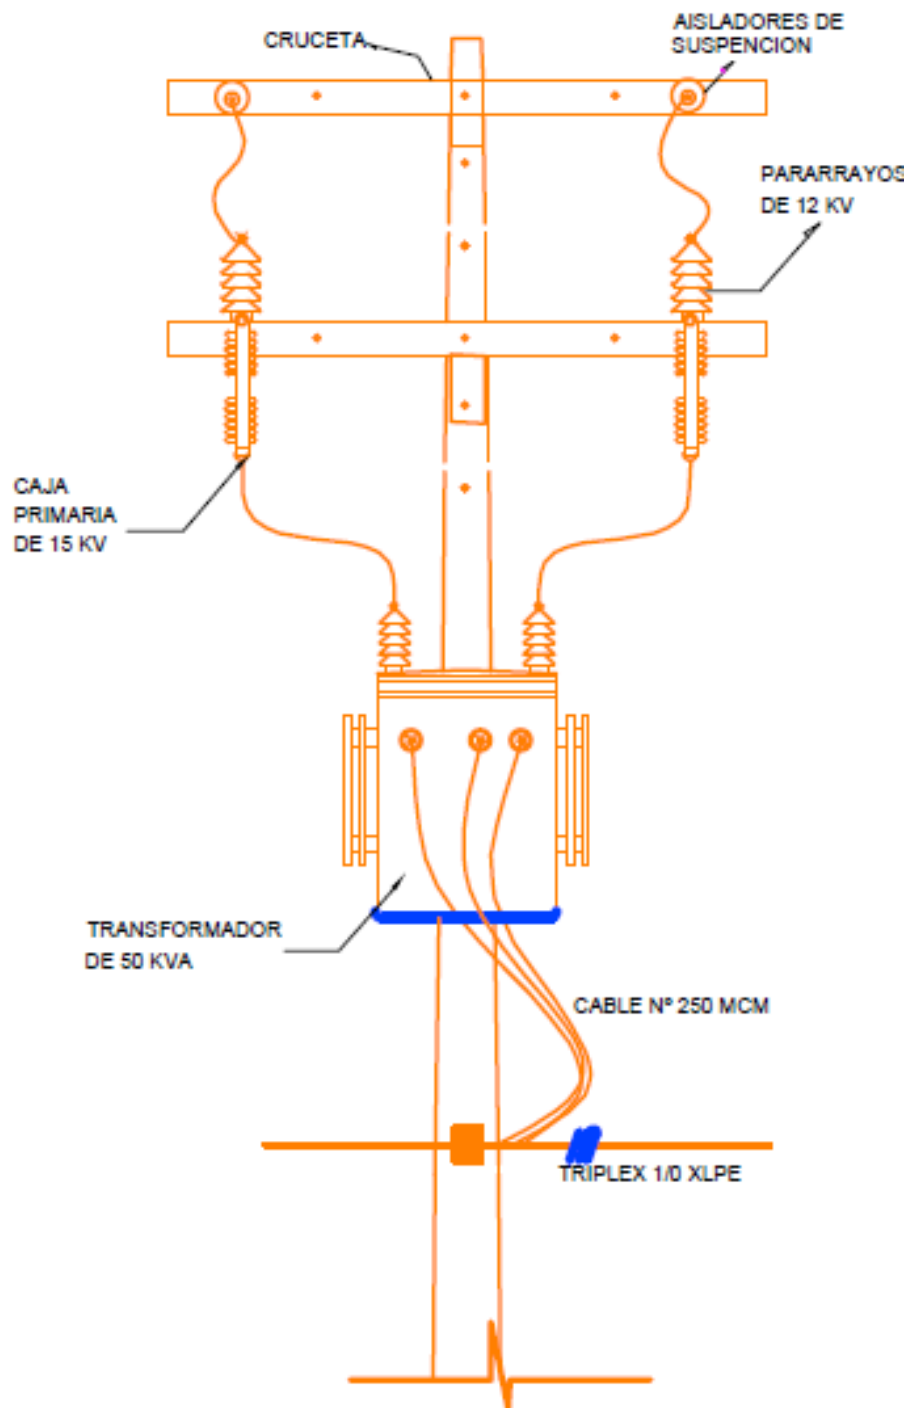 CRUCETA
AISLADORES DE
SUSPENCION
PARARRAYOS
DE 12 KV
CAJA
PRIMARIA
DE 15 KV
TRANSFORMADOR
DE 50 KVA
CABLE Nº 250 MCM
TRIPLEX 1/0 XLPE